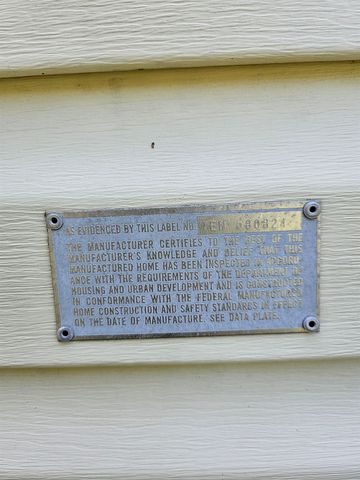 AS EVIDENCED BY THIS LABEL NO.
THE MANUFACTURER CERTIFIES TO THE BEST OF THE
MANUFACTURER'S KNOWLEDGE AND BELIEF THAT THIS
MANUFACTURED HOME HAS BEEN INSPECTED IN ACCORD-
ANCE WITH THE REQUIREMENTS OF THE DEPARTMENT OF
HOUSING AND URBAN DEVELOPMENT AND IS CONSTRUCTED
IN CONFORMANCE WITH THE FEDERAL MANUFACTURED
HOME CONSTRUCTION AND SAFETY STANDARDS IN EFFECT
ON THE DATE OF MANUFACTURE. SEE DATA PLATE.